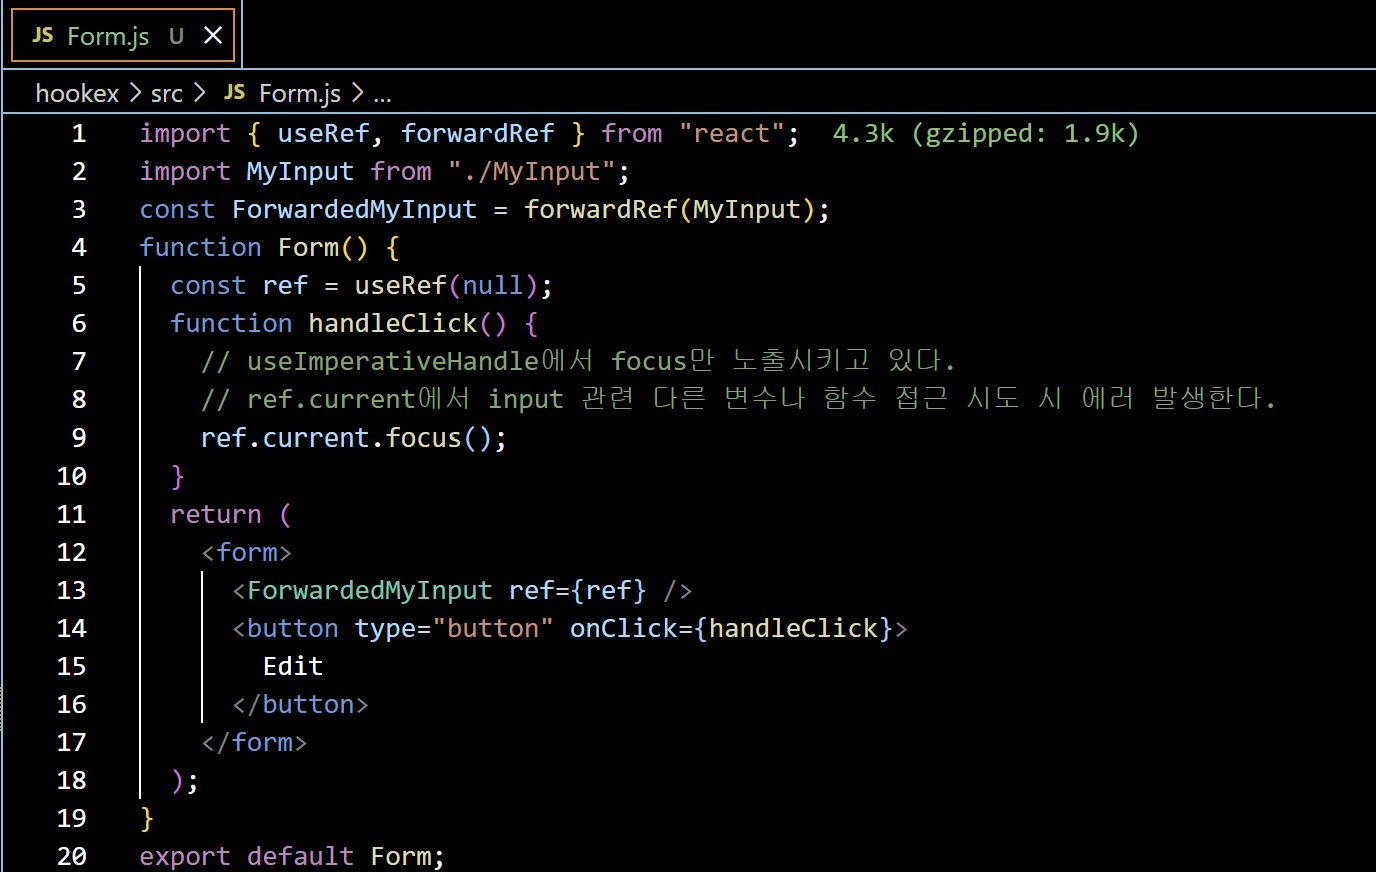 JS Form.js U
hookex > src > JS Form.js > ...
1 import { useRef, forwardRef } from "react"; 4.3k (gzipped: 1.9k)
2 import MyInput from "./MyInput";
3 const ForwardedMyInput = forwardRef(MyInput);
4 function Form() {
5   const ref = useRef(null);
6   function handleClick() {
7     // useImperativeHandle에서 focus만 노출시키고 있다.
8     // ref.current에서 input 관련 다른 변수나 함수 접근 시도 시 에러 발생한다.
9     ref.current.focus();
10   }
11   return (
12     <form>
13       <ForwardedMyInput ref={ref} />
14       <button type="button" onClick={handleClick}>
15         Edit
16       </button>
17     </form>
18   );
19 }
20 export default Form;